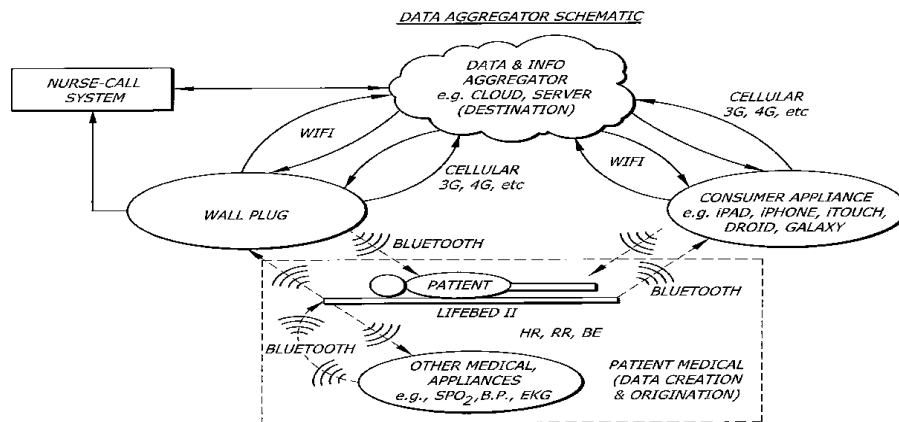 DATA AGGREGATOR SCHEMATIC
DATA & INFO
AGGREGATOR
e.g. CLOUD, SERVER
(DESTINATION)
NURSE-CALL
SYSTEM
CELLULAR
3G, 4G, etc
WIFI
WIFI
CELLULAR
3G, 4G, etc
WALL PLUG
CONSUMER APPLIANCE
e.g. iPAD, iPHONE, iTOUCH,
DROID, GALAXY
BLUETOOTH
PATIENT
BLUETOOTH
LIFEBED II
HR, RR, BE
BLUETOOTH
OTHER MEDICAL,
APPLIANCES
e.g., SPO2,B.P., EKG
PATIENT MEDICAL
(DATA CREATION
& ORIGINATION)